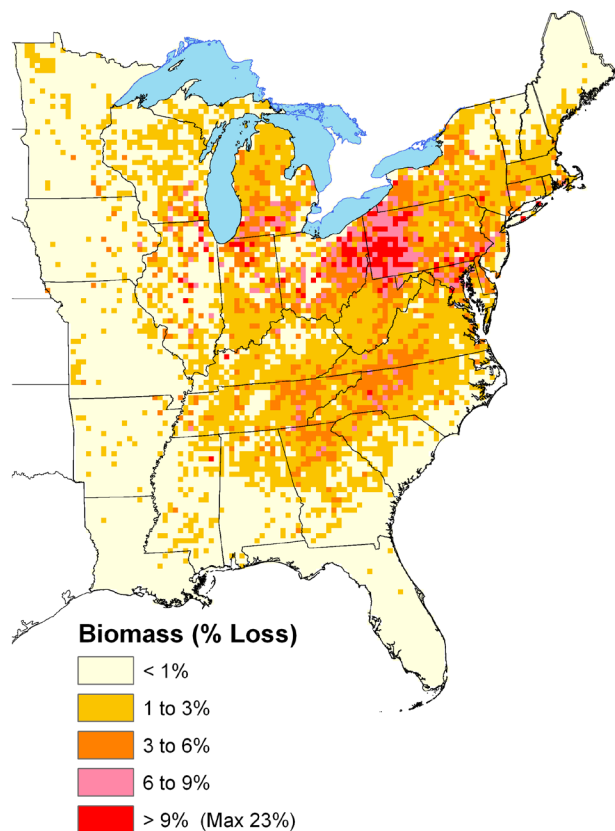 Biomass (% Loss)
< 1%
1 to 3%
3 to 6%
6 to 9%
> 9% (Max 23%)